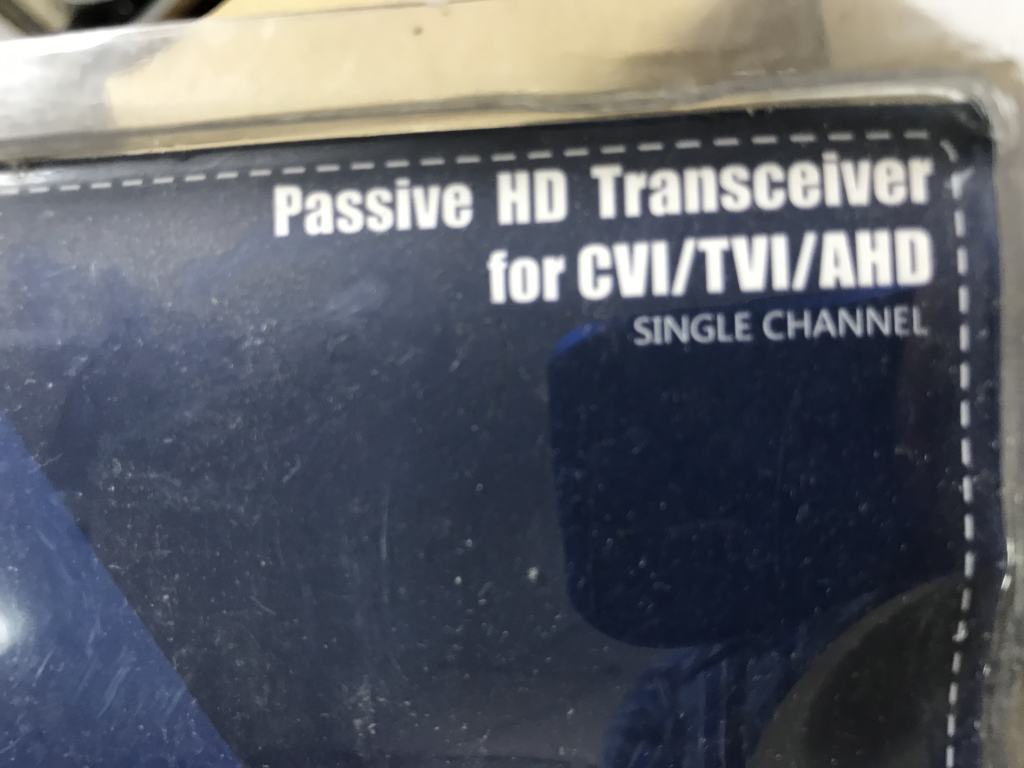 Passive HD Transceiver
for CVI/TVI/AHD
SINGLE CHANNEL